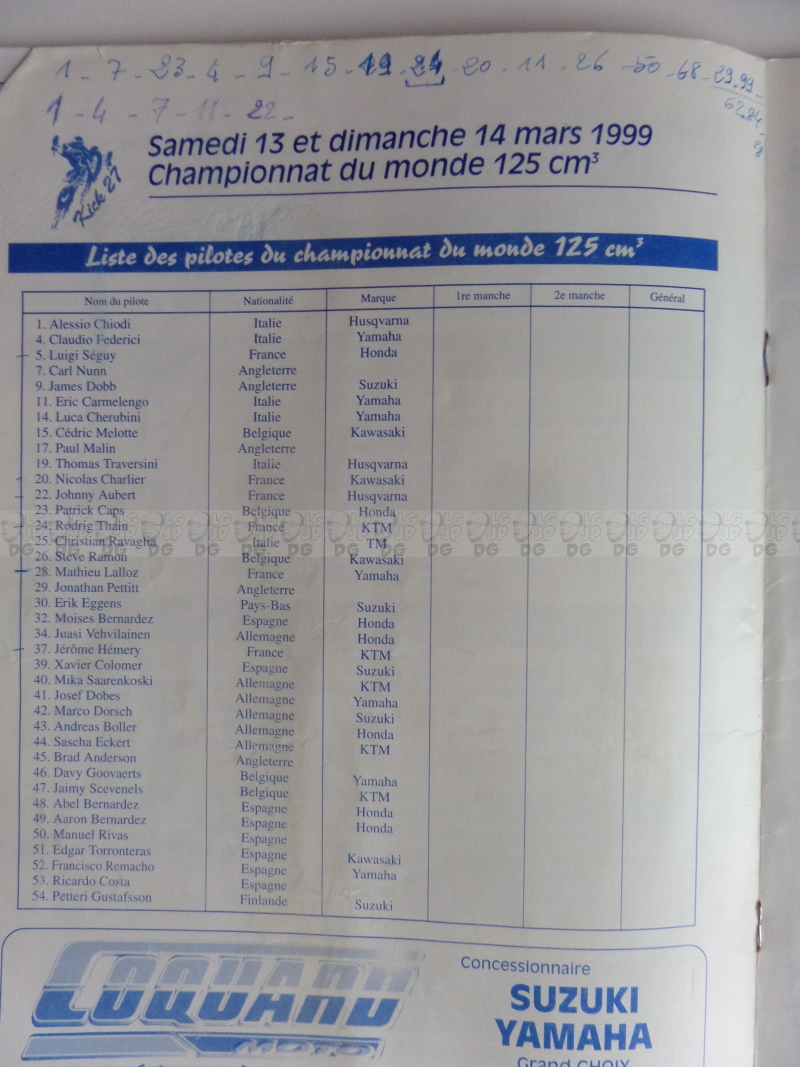 1 - 7 - 23 - 4 - 9 - 15 - 19 - 24 - 20 - 11 - 26 - 50 - 68 - 29.99 -
62.84.
1 - 4 - 7 - 11 - 22 -
Samedi 13 et dimanche 14 mars 1999
Championnat du monde 125 cm³
Kick 27
Liste des pilotes du championnat du monde 125 cm³
Nom du pilote Nationalité Marque 1re manche 2e manche Général
1. Alessio Chiodi Italie Husqvarna
4. Claudio Federici Italie Yamaha
5. Luigi Séguy France Honda
7. Carl Nunn Angleterre
9. James Dobb Angleterre Suzuki
11. Eric Carmelengo Italie Yamaha
14. Luca Cherubini Italie Yamaha
15. Cédric Melotte Belgique Kawasaki
17. Paul Malin Angleterre
19. Thomas Traversini Italie Husqvarna
20. Nicolas Charlier France Kawasaki
22. Johnny Aubert France Husqvarna
23. Patrick Caps Belgique Honda
24. Rodrig Thain France KTM
25. Christian Ravaglia Italie TM
26. Steve Ramon Belgique Kawasaki
28. Mathieu Lalloz France Yamaha
29. Jonathan Pettitt Angleterre
30. Erik Eggens Pays-Bas Suzuki
32. Moises Bernardez Espagne Honda
34. Juasi Vehvilainen Allemagne Honda
37. Jérôme Hémery France KTM
39. Xavier Colomer Espagne Suzuki
40. Mika Saarenkoski Allemagne KTM
41. Josef Dobes Allemagne Yamaha
42. Marco Dorsch Allemagne Suzuki
43. Andreas Boller Allemagne Honda
44. Sascha Eckert Allemagne KTM
45. Brad Anderson Angleterre
46. Davy Goovaerts Belgique Yamaha
47. Jaimy Scevenels Belgique KTM
48. Abel Bernardez Espagne Honda
49. Aaron Bernardez Espagne Honda
50. Manuel Rivas Espagne
51. Edgar Torronteras Espagne Kawasaki
52. Francisco Remacho Espagne Yamaha
53. Ricardo Costa Espagne
54. Petteri Gustafsson Finlande Suzuki
COQUARD
MOTO
Concessionnaire
SUZUKI
YAMAHA
Grand CHOIX